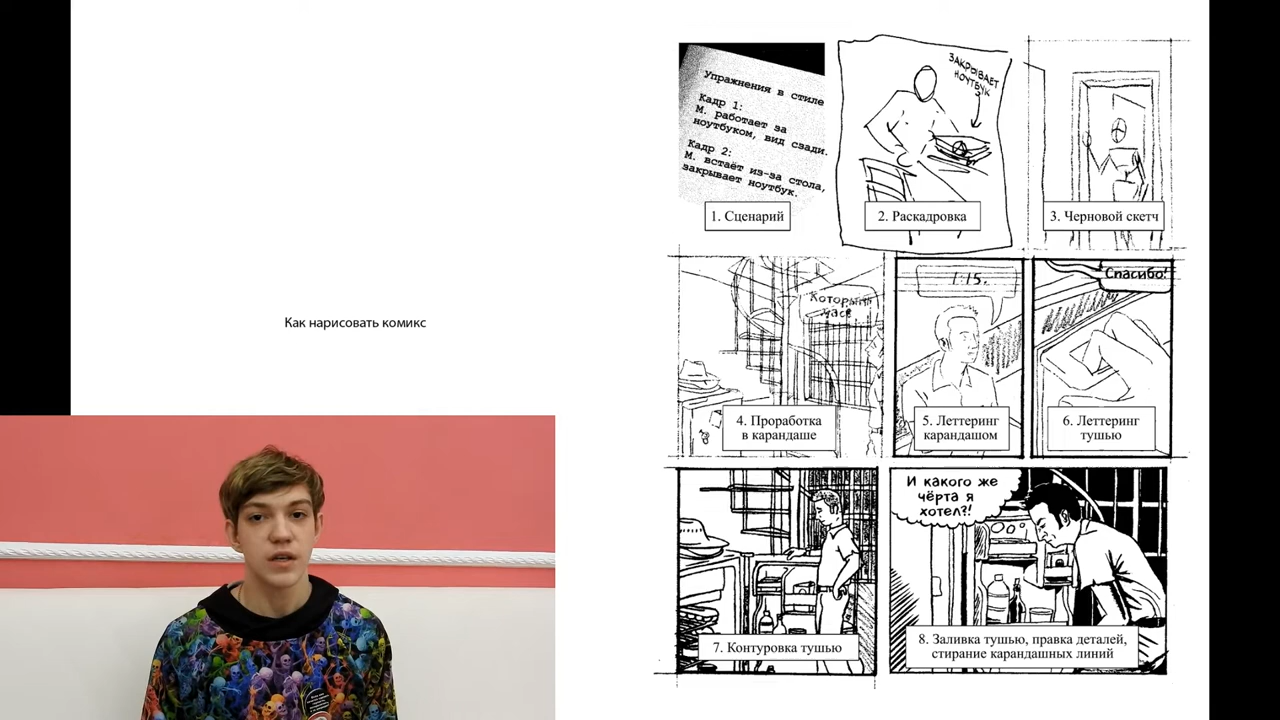 Как нарисовать комикс
Упражнения в стиле
Кадр 1:
М. работает за
ноутбуком, вид сзади.
Кадр 2:
М. встаёт из-за стола,
закрывает ноутбук.
1. Сценарий
ЗАКРЫВАЕТ
НОУТБУК
2. Раскадровка
3. Черновой скетч
Который
час
4. Проработка
в карандаше
1:15.
5. Леттеринг
карандашом
Спасибо!
6. Леттеринг
тушью
7. Контуровка тушью
И какого же
чёрта я
хотел?!
8. Заливка тушью, правка деталей,
стирание карандашных линий